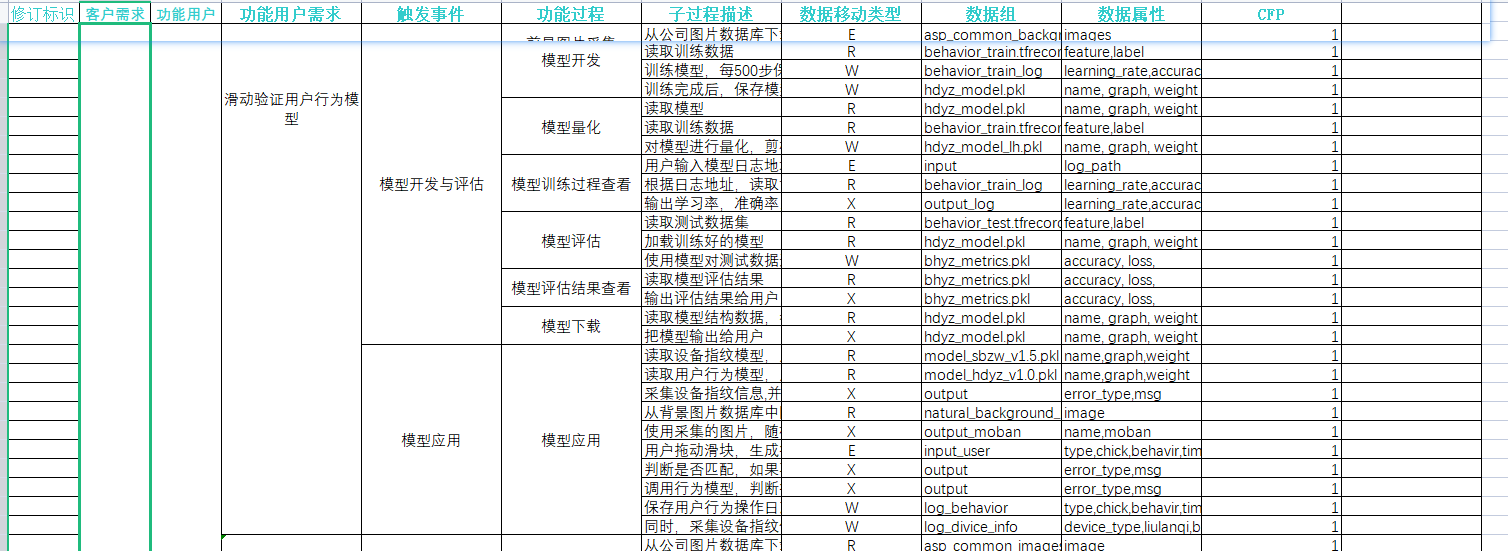 修订标识 客户需求 功能用户 功能用户需求 触发事件 功能过程 子过程描述 数据移动类型 数据组 数据属性 CFP
从公司图片数据库下 E asp_common_backg images 1
滑动验证用户行为模型 模型开发与评估 模型开发 读取训练数据 R behavior_train.tfrecor feature,label 1
训练模型，每500步保 W behavior_train_log learning_rate,accurac 1
训练完成后，保存模 W hdyz_model.pkl name, graph, weight 1
模型量化 读取模型 R hdyz_model.pkl name, graph, weight 1
读取训练数据 R behavior_train.tfrecor feature,label 1
对模型进行量化，剪 W hdyz_model_lh.pkl name, graph, weight 1
模型训练过程查看 用户输入模型日志地 E input log_path 1
根据日志地址，读取 R behavior_train_log learning_rate,accurac 1
输出学习率，准确率 X output_log learning_rate,accurac 1
模型评估 读取测试数据集 R behavior_test.tfrecord feature,label 1
加载训练好的模型 R hdyz_model.pkl name, graph, weight 1
使用模型对测试数据 W bhyz_metrics.pkl accuracy, loss, 1
模型评估结果查看 读取模型评估结果 R bhyz_metrics.pkl accuracy, loss, 1
输出评估结果给用户 X bhyz_metrics.pkl accuracy, loss, 1
模型下载 读取模型结构数据， R hdyz_model.pkl name, graph, weight 1
把模型输出给用户 X hdyz_model.pkl name, graph, weight 1
模型应用 模型应用 读取设备指纹模型， R model_sbzw_v1.5.pkl name,graph,weight 1
读取用户行为模型， R model_hdyz_v1.0.pkl name,graph,weight 1
采集设备指纹信息,并 X output error_type,msg 1
从背景图片数据库中 R natural_background_ image 1
使用采集的图片，随 X output_moban name,moban 1
用户拖动滑块，生成 E input_user type,chick,behavir,tim 1
判断是否匹配，如果 X output error_type,msg 1
调用行为模型，判断 X output error_type,msg 1
保存用户行为操作日 W log_behavior type,chick,behavir,tim 1
同时，采集设备指纹 W log_divice_info device_type,liulanqi,b 1
从公司图片数据库下 R asp_common_images image 1